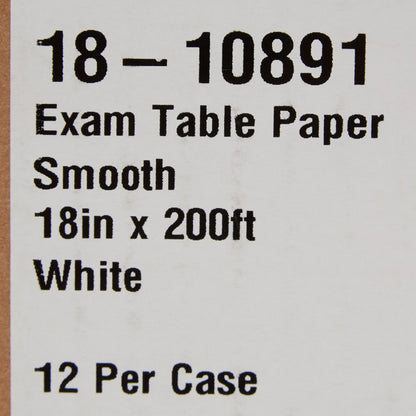 18-10891
Exam Table Paper
Smooth
18in x 200ft
White
12 Per Case